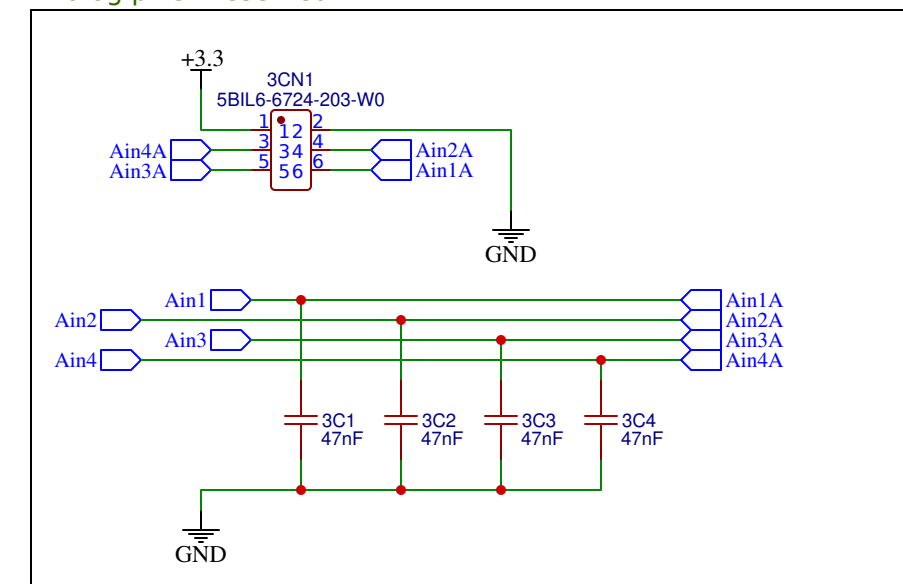 +3.3
3CN1
5BIL6-6724-203-W0
1 12 2
Ain4A 3 34 4 Ain2A
Ain3A 5 56 6 Ain1A
GND
Ain1 Ain1A
Ain2 Ain2A
Ain3 Ain3A
Ain4 Ain4A
3C1 3C2 3C3 3C4
47nF 47nF 47nF 47nF
GND